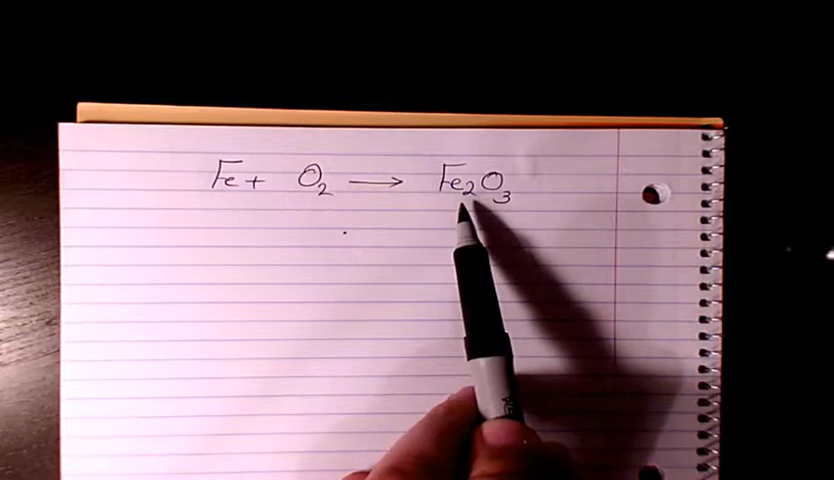 Fe + O₂ → Fe₂O₃